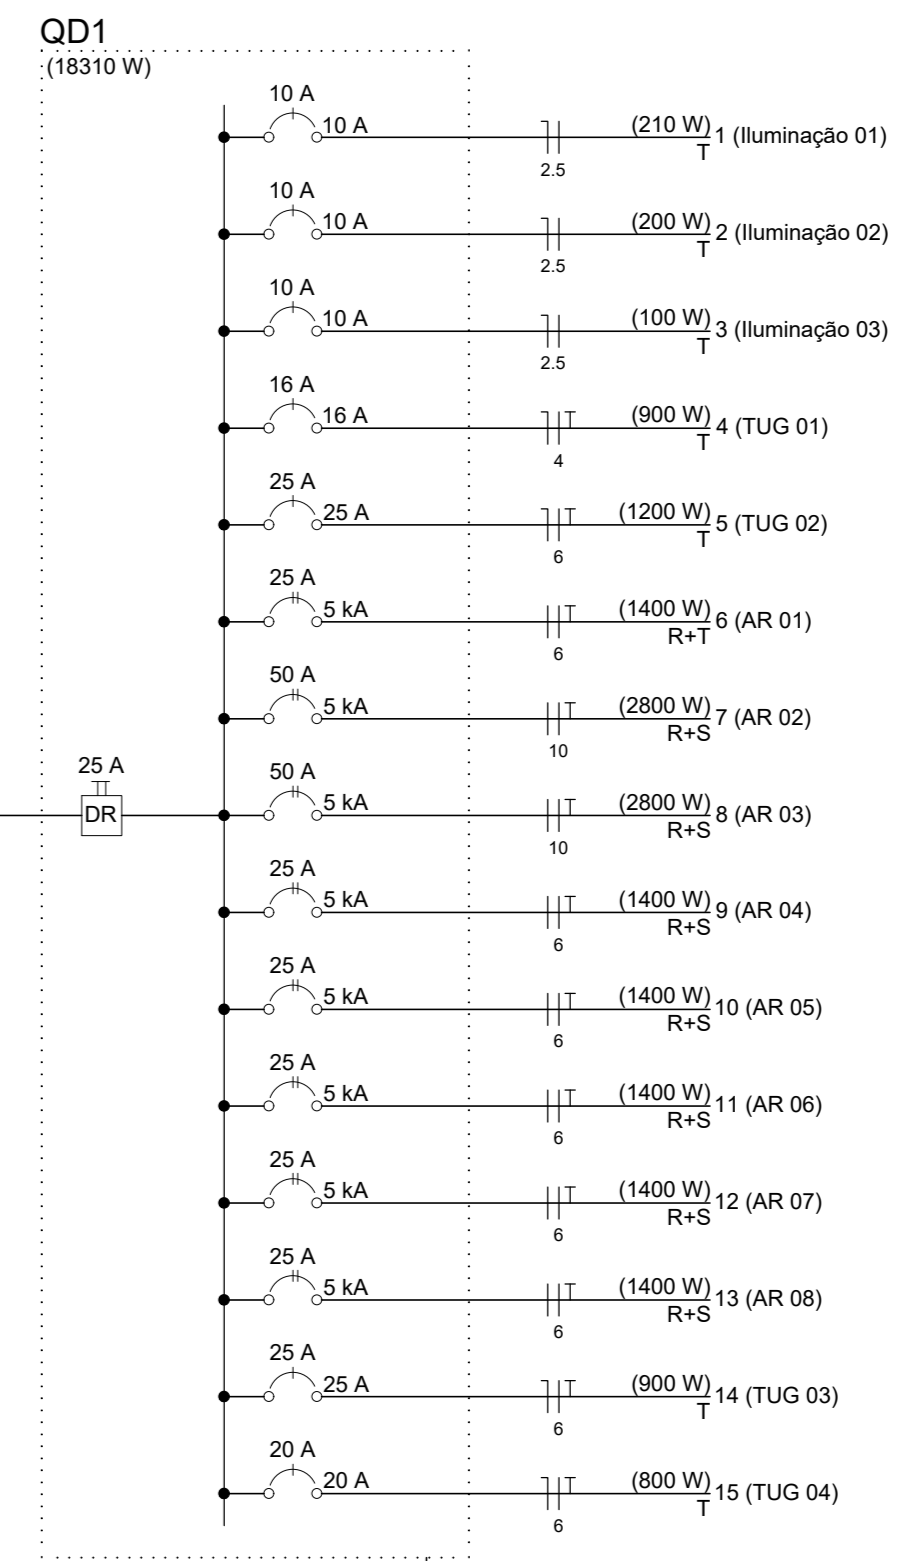 QD1
(18310 W)
10 A
10 A
2.5
(210 W)
T
1 (Iluminação 01)
10 A
10 A
2.5
(200 W)
T
2 (Iluminação 02)
10 A
10 A
2.5
(100 W)
T
3 (Iluminação 03)
16 A
16 A
4
(900 W)
T
4 (TUG 01)
25 A
25 A
6
(1200 W)
T
5 (TUG 02)
25 A
5 kA
6
(1400 W)
R+T
6 (AR 01)
50 A
5 kA
10
(2800 W)
R+S
7 (AR 02)
25 A
DR
50 A
5 kA
10
(2800 W)
R+S
8 (AR 03)
25 A
5 kA
6
(1400 W)
R+S
9 (AR 04)
25 A
5 kA
6
(1400 W)
R+S
10 (AR 05)
25 A
5 kA
6
(1400 W)
R+S
11 (AR 06)
25 A
5 kA
6
(1400 W)
R+S
12 (AR 07)
25 A
5 kA
6
(1400 W)
R+S
13 (AR 08)
25 A
25 A
6
(900 W)
T
14 (TUG 03)
20 A
20 A
6
(800 W)
T
15 (TUG 04)